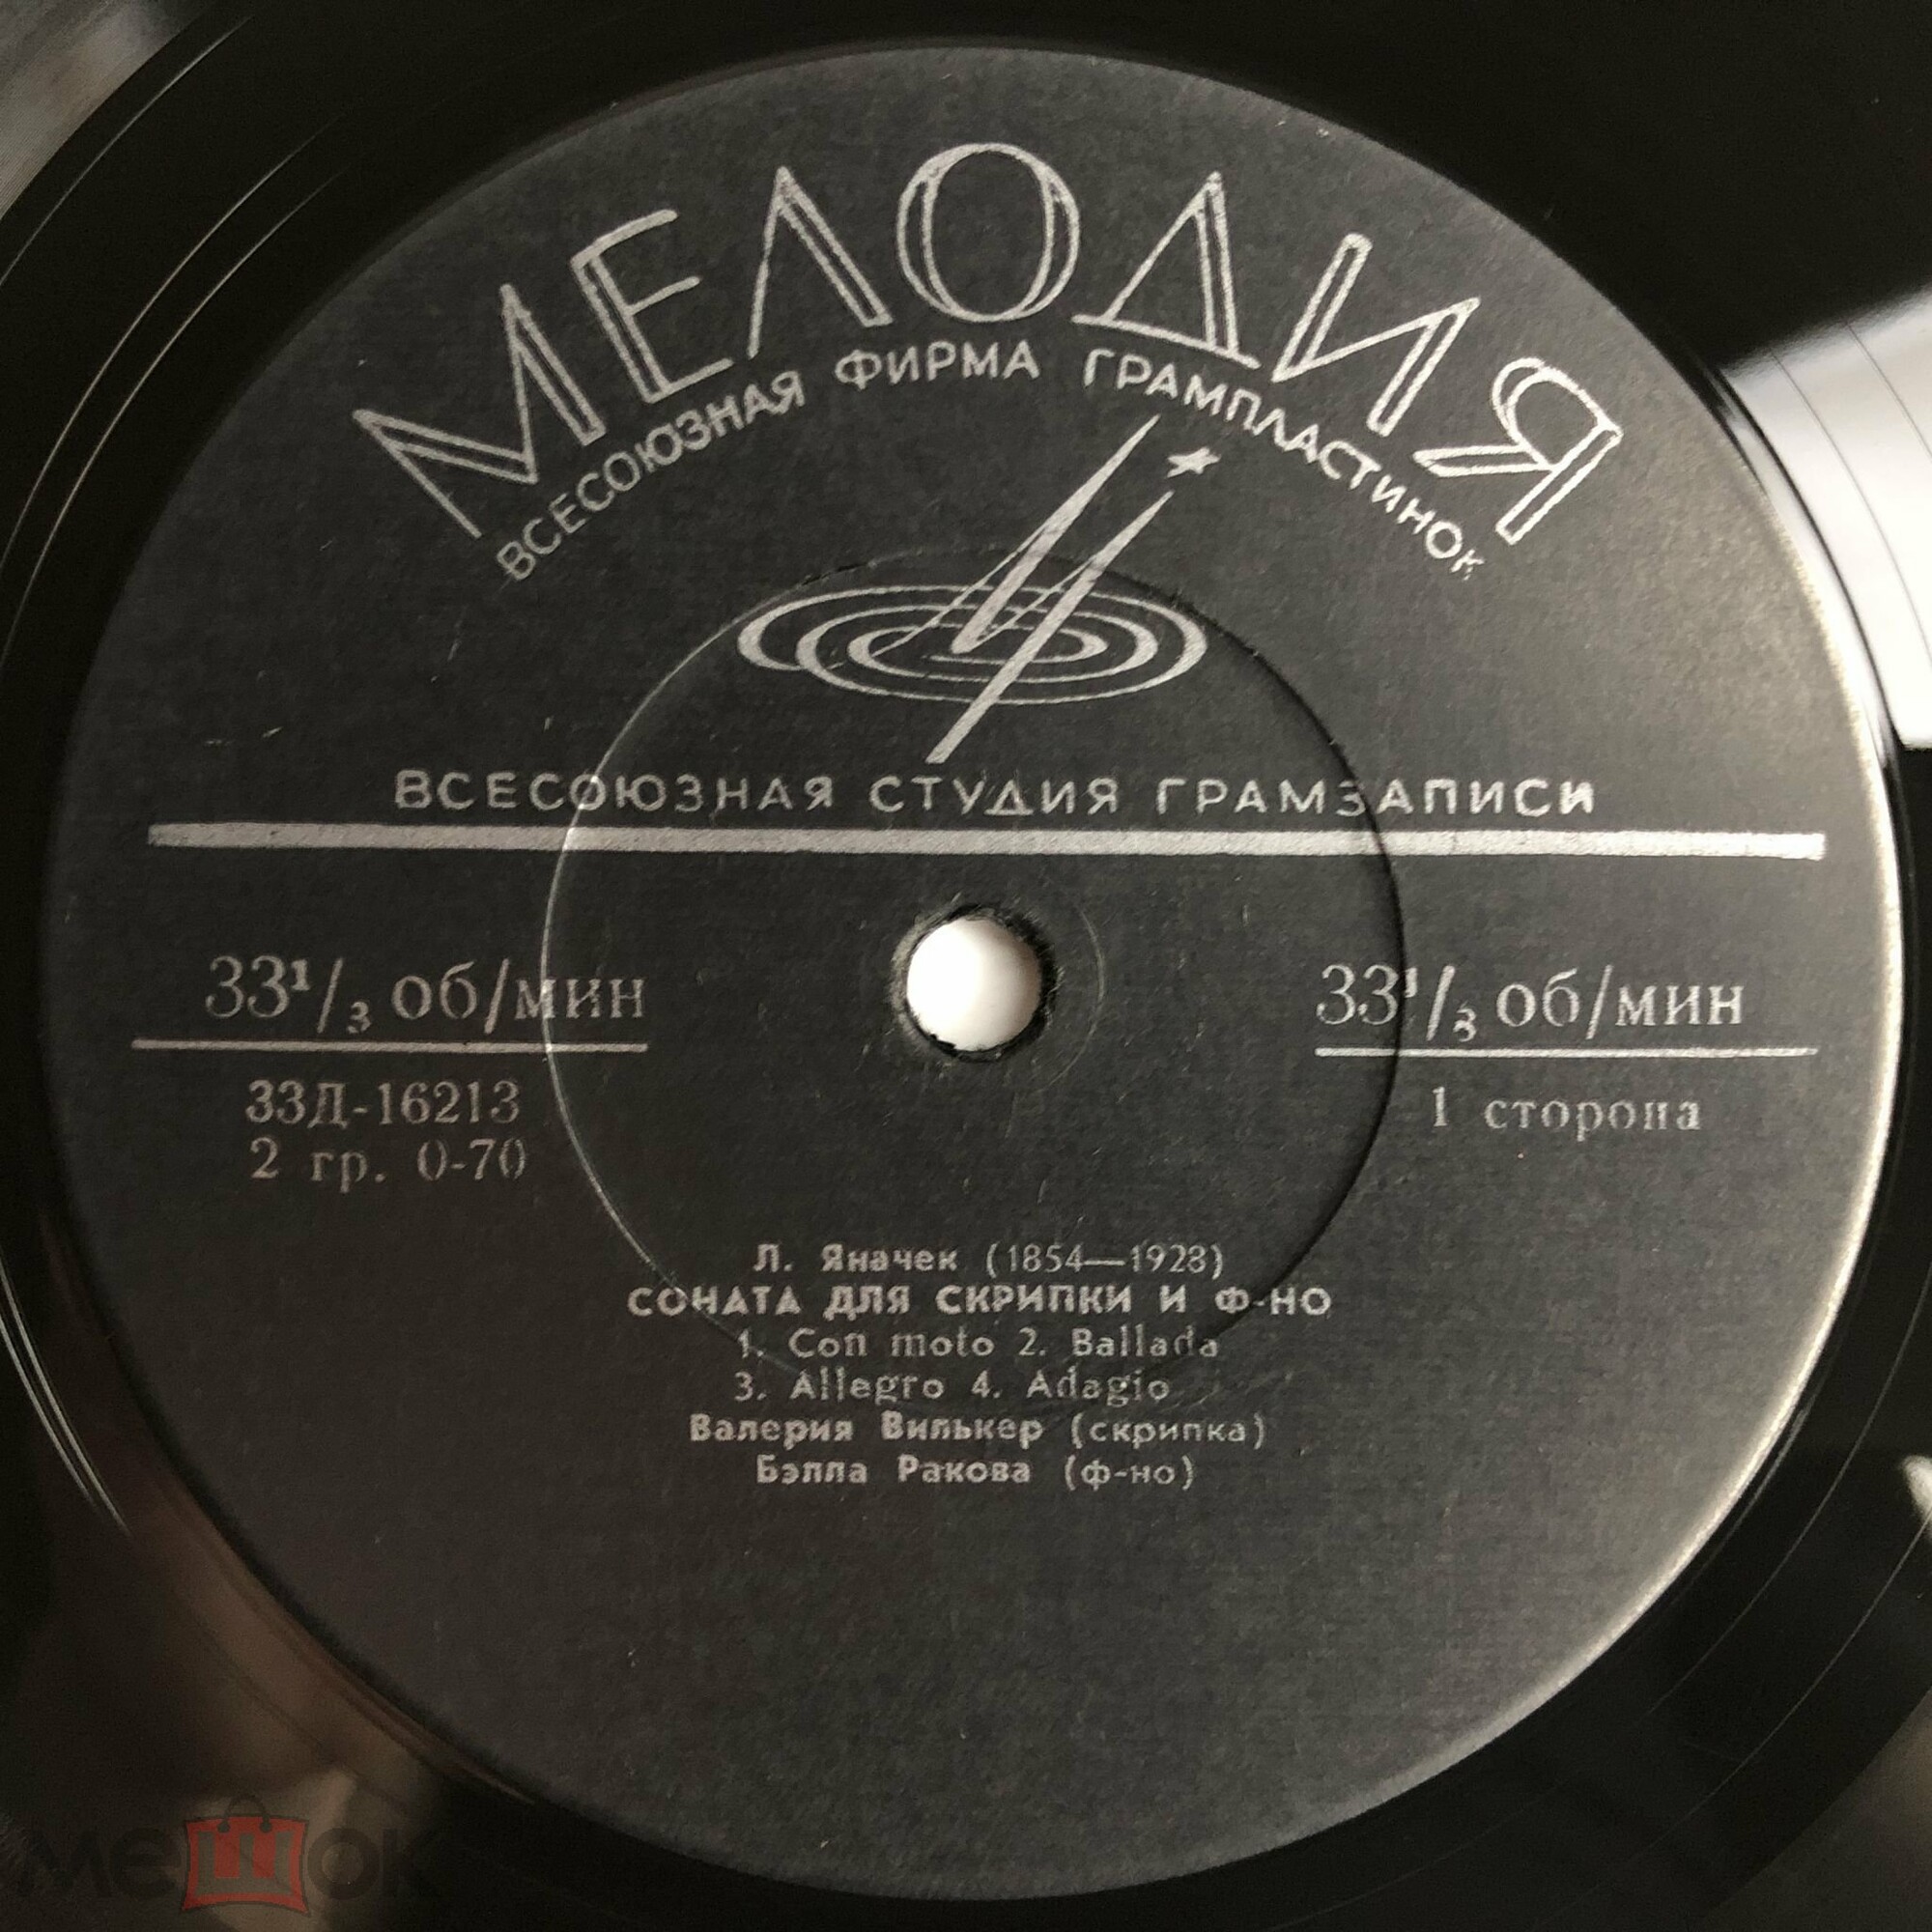 МЕЛОДИЯ
ВСЕСОЮЗНАЯ ФИРМА ГРАМПЛАСТИНОК
ВСЕСОЮЗНАЯ СТУДИЯ ГРАМЗАПИСИ
33¹/₃ об/мин
33Д-16213
2 гр. 0-70
33¹/₃ об/мин
1 сторона
Л. Яначек (1854—1928)
СОНАТА ДЛЯ СКРИПКИ И Ф-НО
1. Con moto 2. Ballada
3. Allegro 4. Adagio
Валерия Вилькер (скрипка)
Бэлла Ракова (ф-но)
мешок